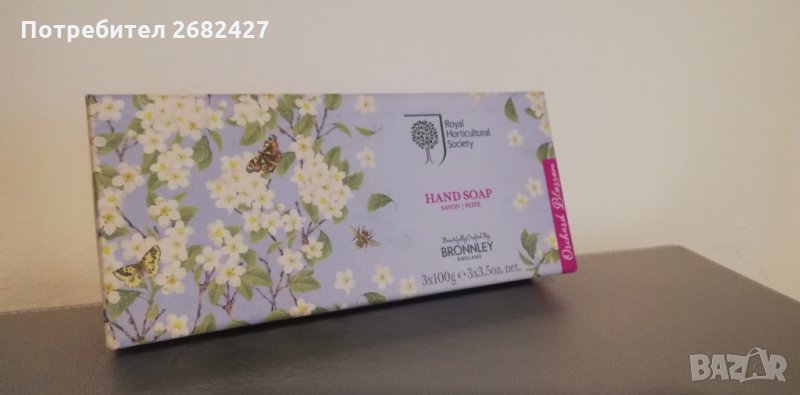 Потребител 2682427
Royal
Horticultural
Society
HAND SOAP
SAVON | SEIFE
Beautifully Crafted By
BRONNLEY
ENGLAND
3x100g e 3x3.5oz. net.
Orchard Blossom
BAZAR